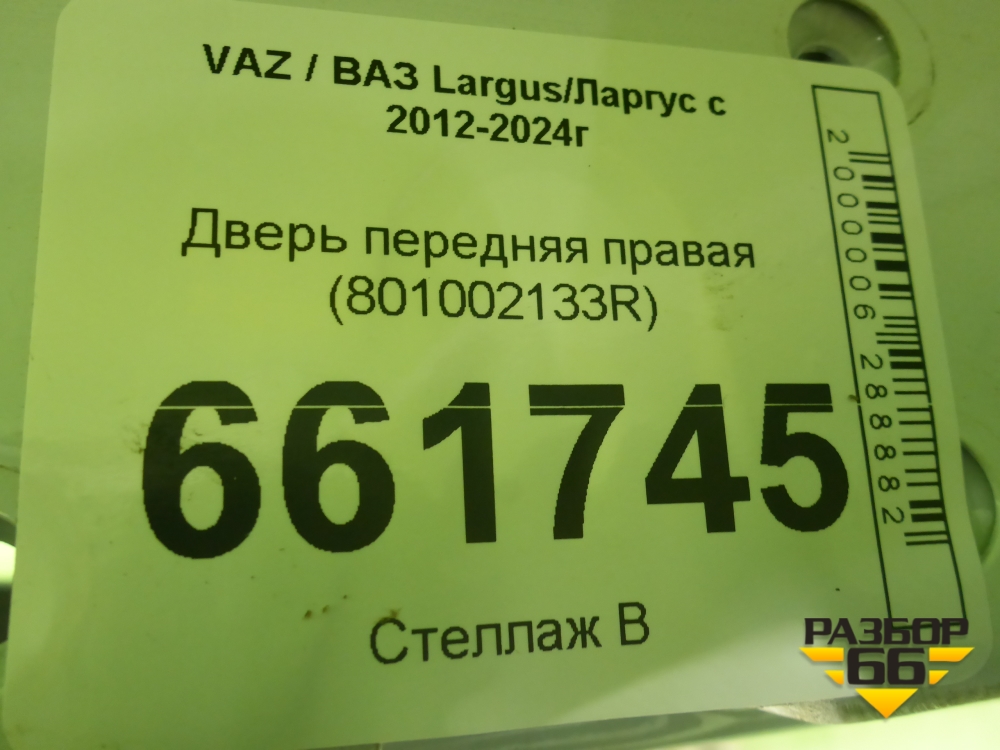 VAZ / ВАЗ Largus/Ларгус с
2012-2024г
Дверь передняя правая
(801002133R)
661745
Стеллаж В
2000006288882
РАЗБОР
66